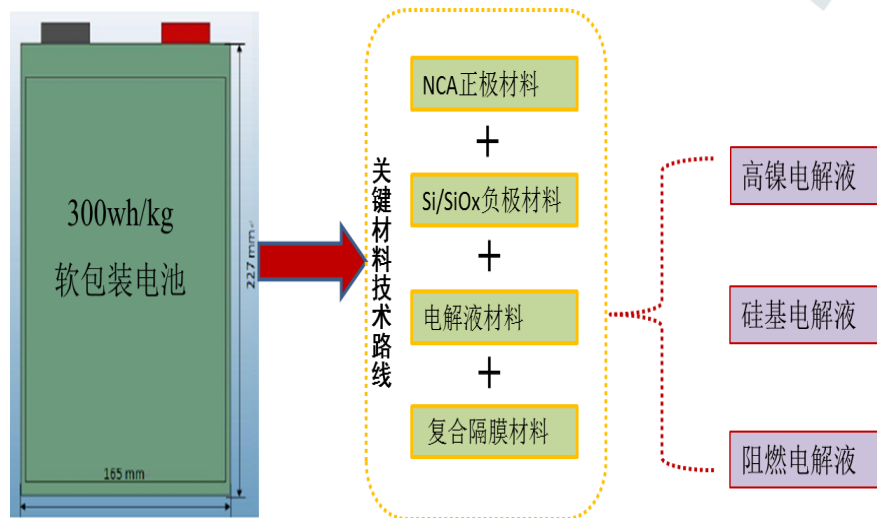 300wh/kg
软包装电池
227 mm
165 mm
关键材料技术路线
NCA正极材料
+
Si/SiOx负极材料
+
电解液材料
+
复合隔膜材料
高镍电解液
硅基电解液
阻燃电解液